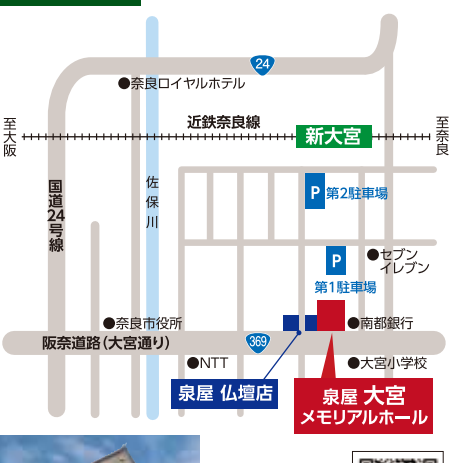 24
●奈良ロイヤルホテル
近鉄奈良線
新大宮
至大阪
至奈良
国道24号線
佐保川
P 第2駐車場
P
第1駐車場
●セブン
イレブン
●奈良市役所
●南都銀行
阪奈道路(大宮通り)
369
●NTT
●大宮小学校
泉屋 仏壇店
泉屋 大宮
メモリアルホール